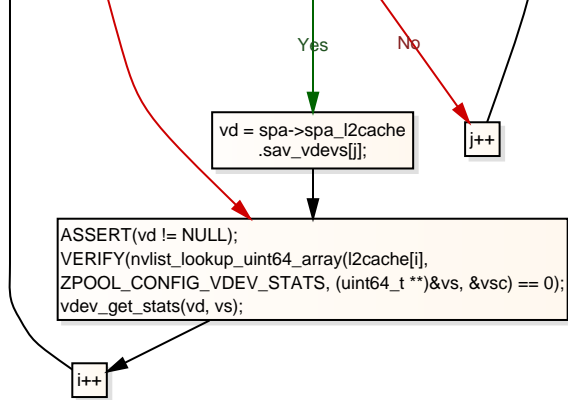 Yes
No
vd = spa->spa_l2cache
.sav_vdevs[j];
j++
ASSERT(vd != NULL);
VERIFY(nvlist_lookup_uint64_array(l2cache[i],
ZPOOL_CONFIG_VDEV_STATS, (uint64_t **)&vs, &vsc) == 0);
vdev_get_stats(vd, vs);
i++